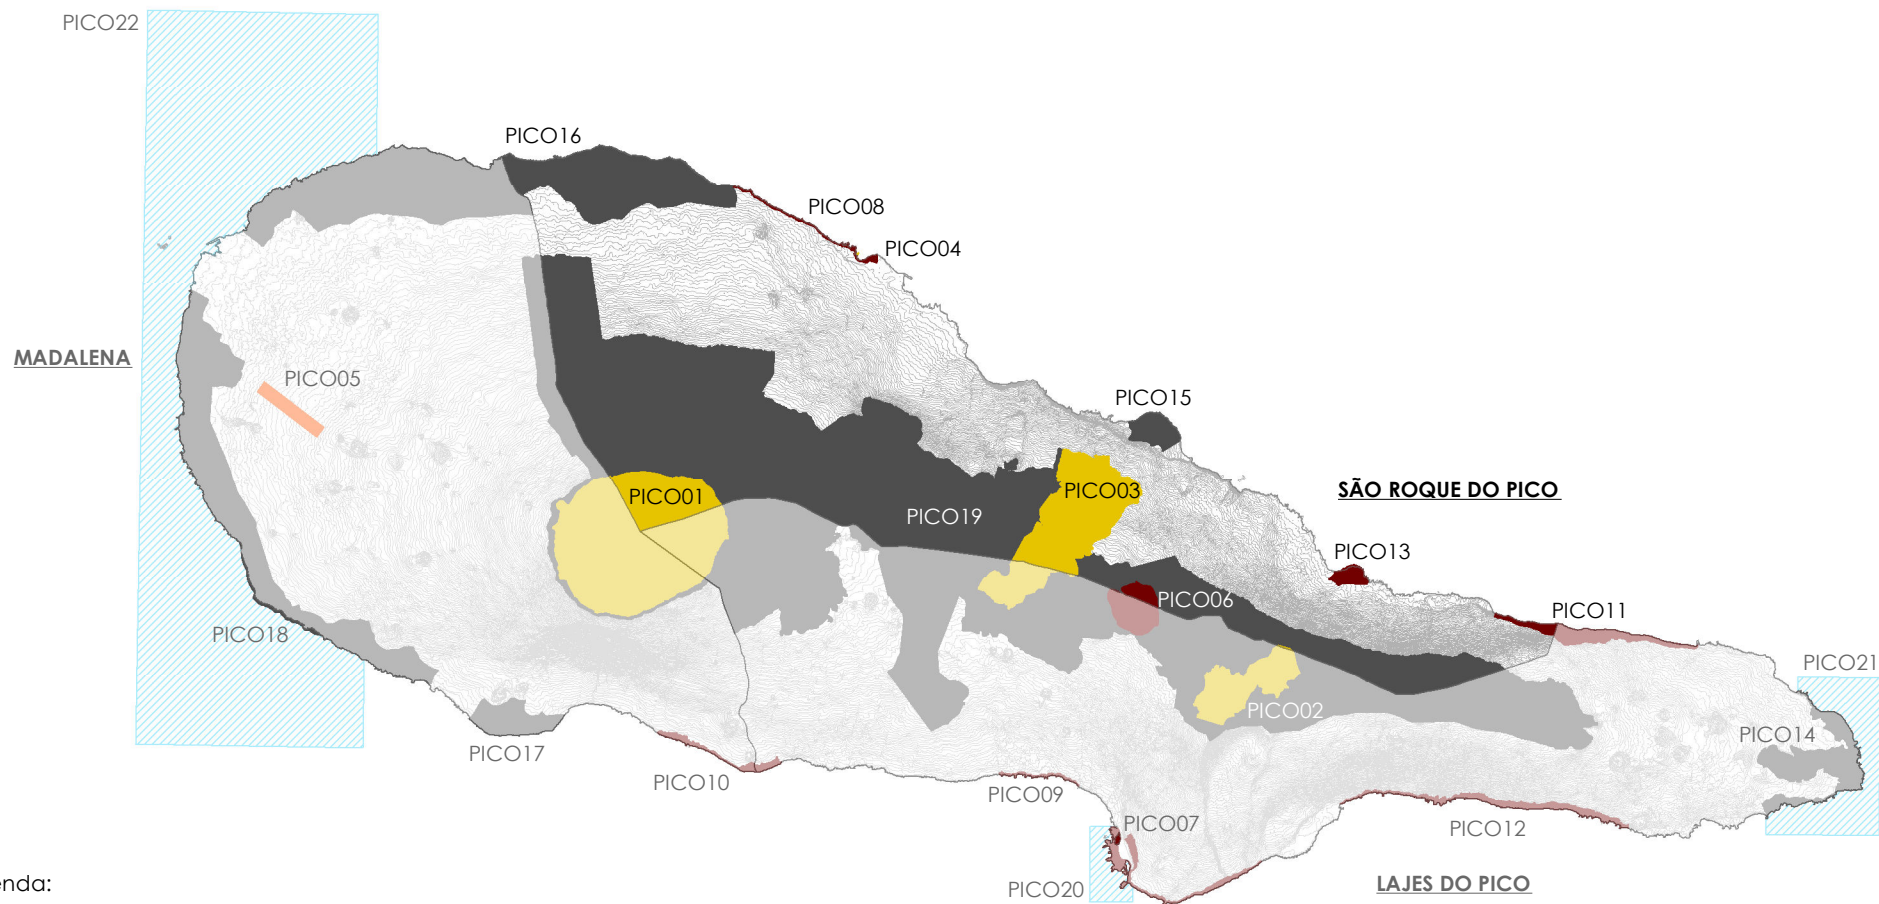 PICO22
PICO16
PICO08
PICO04
MADALENA
PICO05
PICO15
PICO01
PICO03
SÃO ROQUE DO PICO
PICO19
PICO13
PICO06
PICO11
PICO18
PICO21
PICO02
PICO14
PICO17
PICO10
PICO09
PICO07
PICO12
enda:
PICO20
LAJES DO PICO